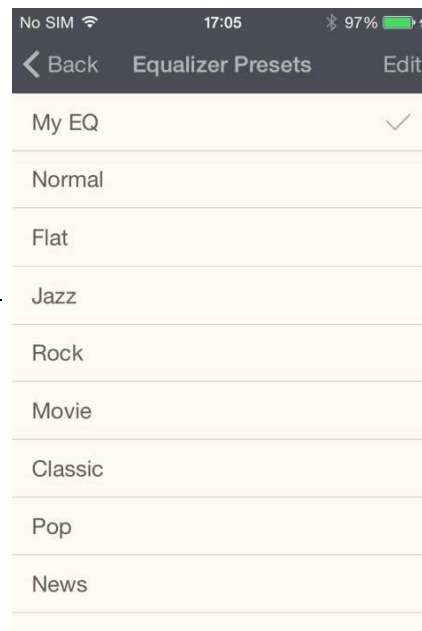 No SIM 17:05 97%
Back Equalizer Presets Edit
My EQ
Normal
Flat
Jazz
Rock
Movie
Classic
Pop
News